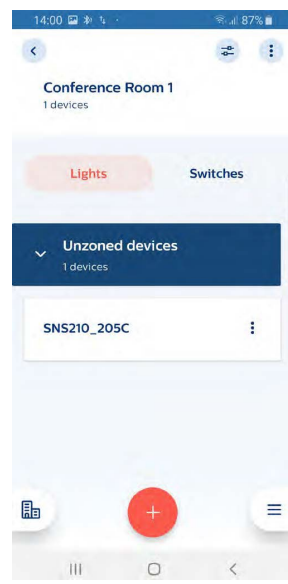 14:00 87%
Conference Room 1
1 devices
Lights Switches
Unzoned devices
1 devices
SNS210_205C